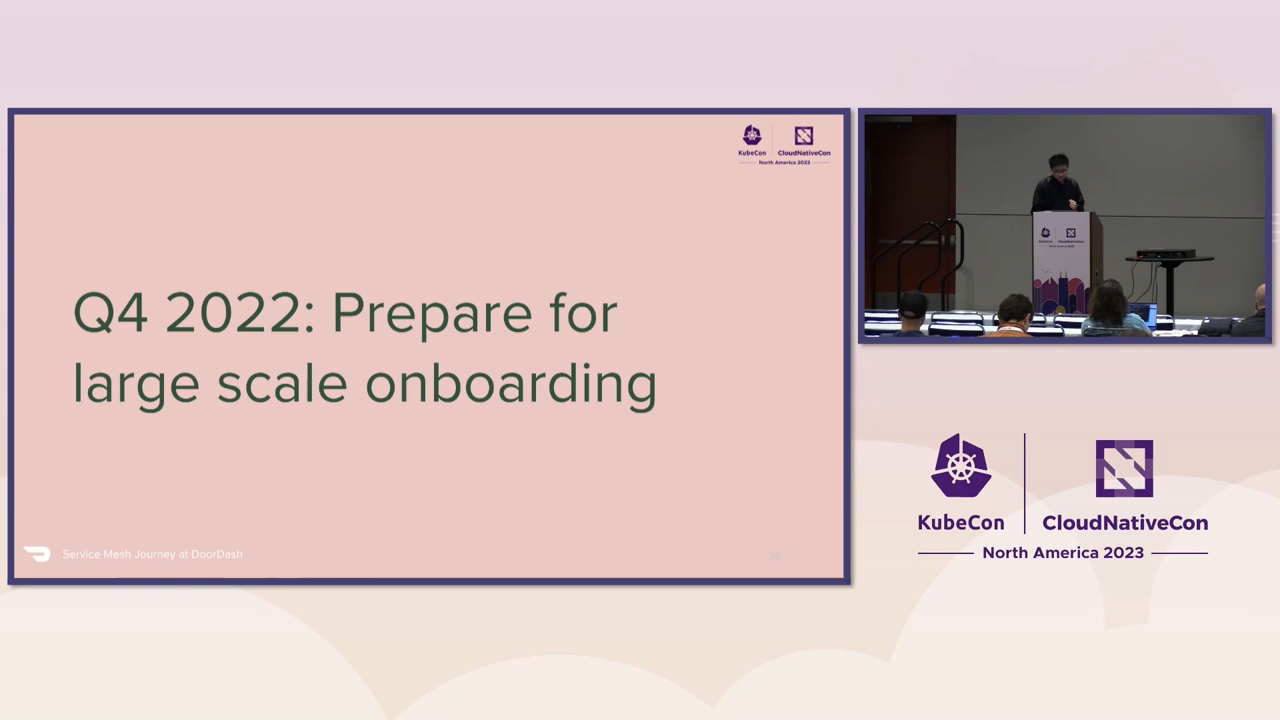 KubeCon
CloudNativeCon
North America 2023
Q4 2022: Prepare for
large scale onboarding
Service Mesh Journey at DoorDash
KubeCon
CloudNativeCon
North America 2023